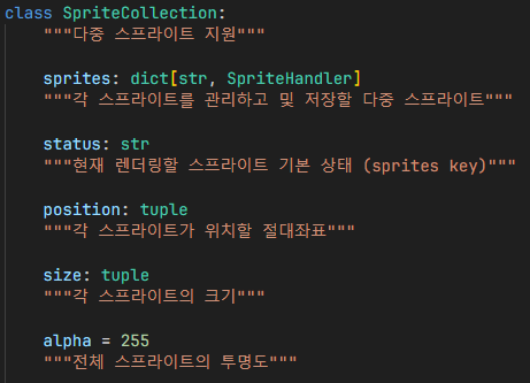 class SpriteCollection:
"""다중 스프라이트 지원"""
sprites: dict[str, SpriteHandler]
"""각 스프라이트를 관리하고 및 저장할 다중 스프라이트"""
status: str
"""현재 렌더링할 스프라이트 기본 상태 (sprites key)"""
position: tuple
"""각 스프라이트가 위치할 절대좌표"""
size: tuple
"""각 스프라이트의 크기"""
alpha = 255
"""전체 스프라이트의 투명도"""